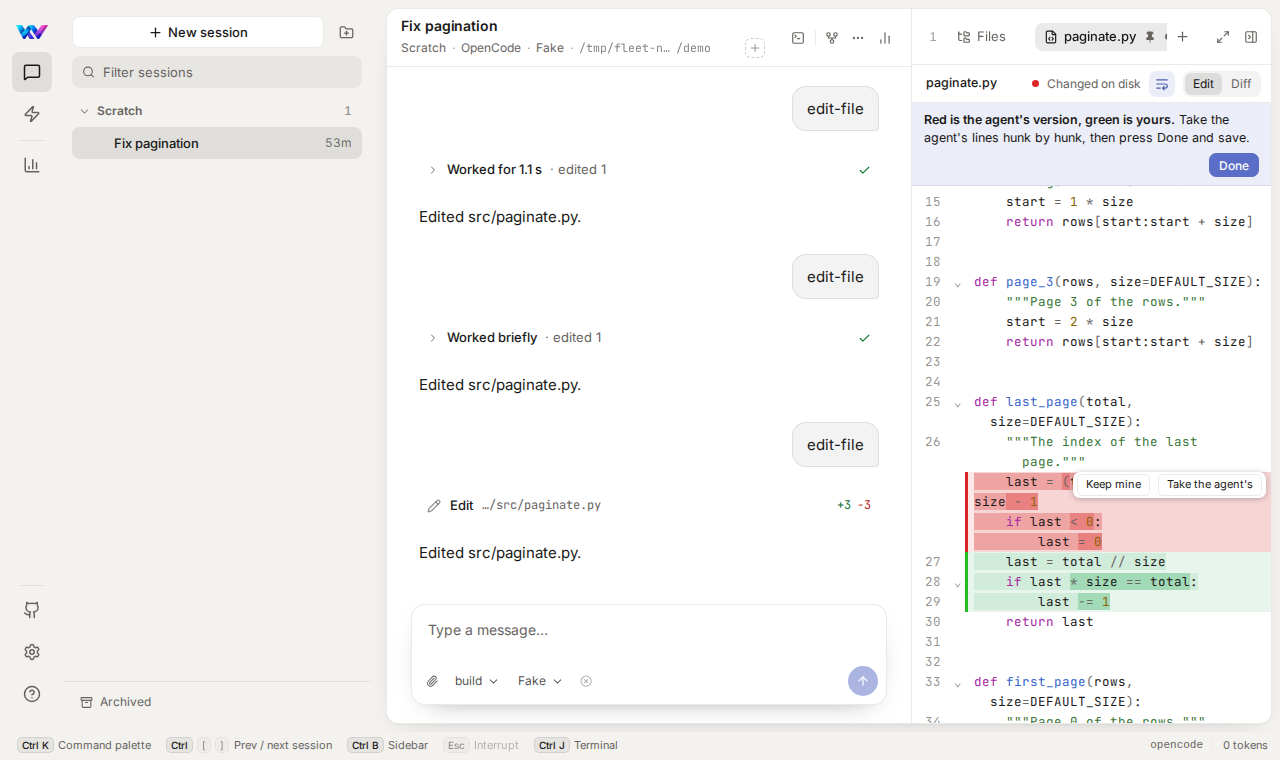 New session
Filter sessions
Scratch 1
Fix pagination 53m
Archived
Fix pagination
Scratch · OpenCode · Fake · /tmp/fleet-n… /demo
edit-file
Worked for 1.1 s · edited 1
Edited src/paginate.py.
edit-file
Worked briefly · edited 1
Edited src/paginate.py.
edit-file
Edit …/src/paginate.py +3 -3
Edited src/paginate.py.
Type a message...
build Fake
1 Files paginate.py
paginate.py Changed on disk Edit Diff
Red is the agent's version, green is yours. Take the
agent's lines hunk by hunk, then press Done and save.
Done
15 start = 1 * size
16 return rows[start:start + size]
17
18
19 def page_3(rows, size=DEFAULT_SIZE):
20 """Page 3 of the rows."""
21 start = 2 * size
22 return rows[start:start + size]
23
24
25 def last_page(total,
size=DEFAULT_SIZE):
26 """The index of the last
page."""
last = ( Keep mine Take the agent's
size - 1
if last < 0:
last = 0
27 last = total // size
28 if last * size == total:
29 last -= 1
30 return last
31
32
33 def first_page(rows,
size=DEFAULT_SIZE):
34 """Page 0 of the rows."""
Ctrl K Command palette Ctrl [ ] Prev / next session Ctrl B Sidebar Esc Interrupt Ctrl J Terminal opencode 0 tokens